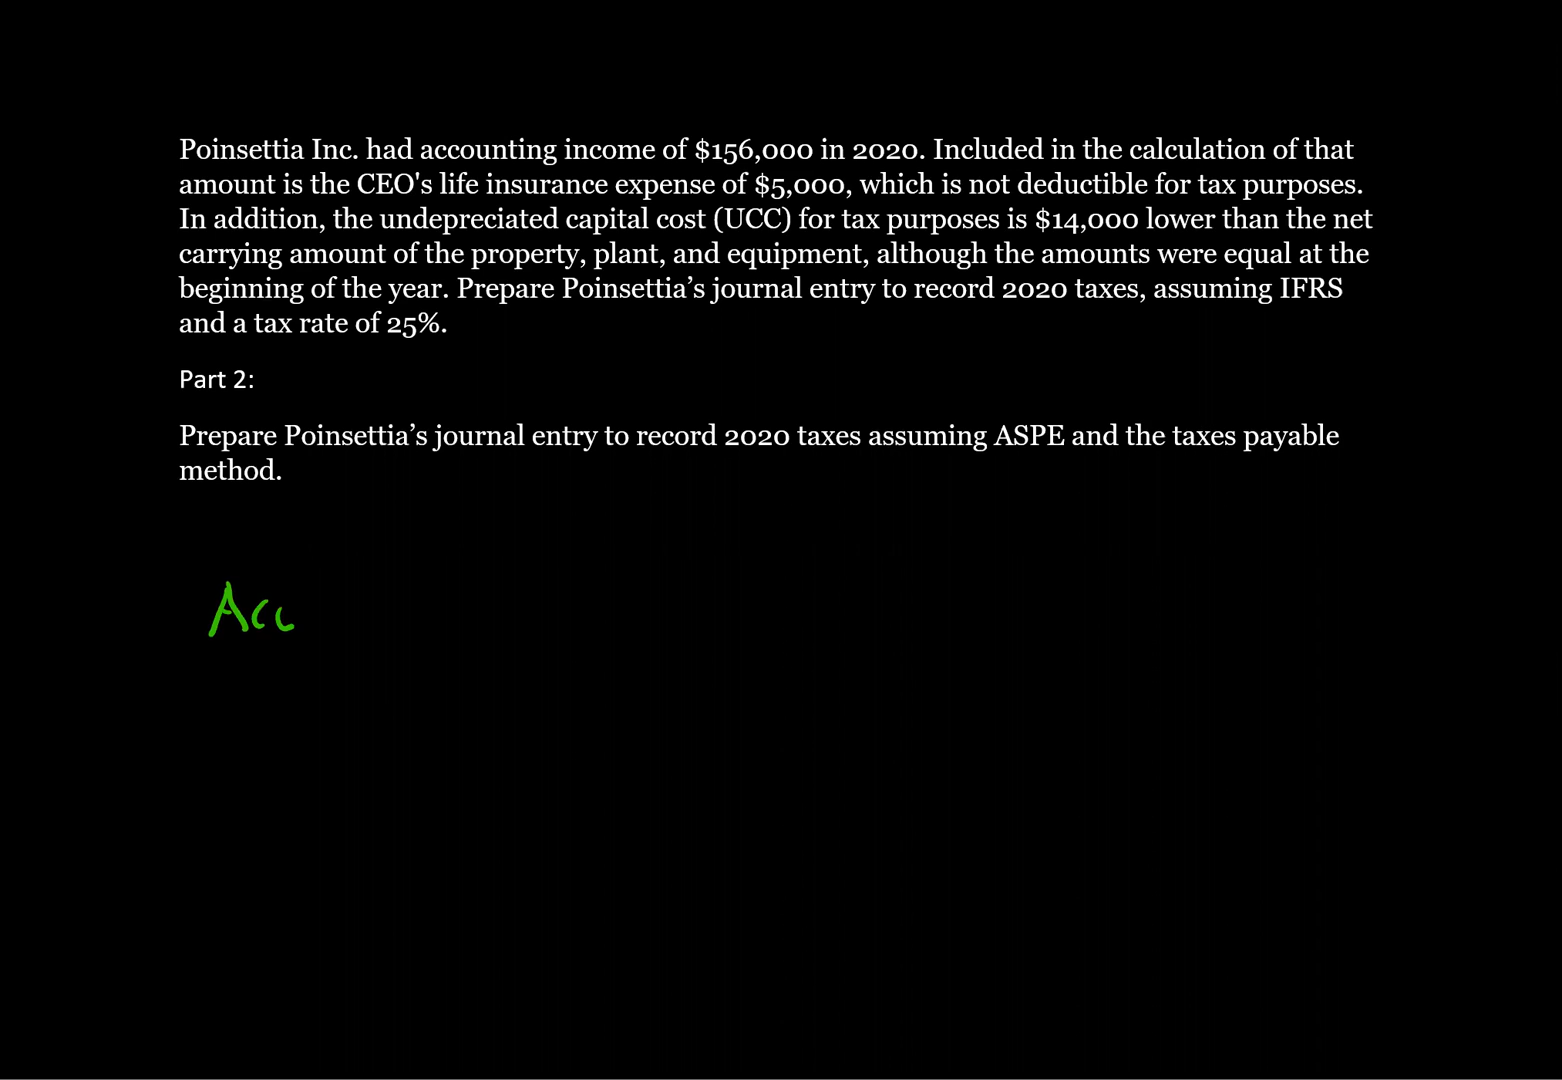 Poinsettia Inc. had accounting income of $156,000 in 2020. Included in the calculation of that
amount is the CEO's life insurance expense of $5,000, which is not deductible for tax purposes.
In addition, the undepreciated capital cost (UCC) for tax purposes is $14,000 lower than the net
carrying amount of the property, plant, and equipment, although the amounts were equal at the
beginning of the year. Prepare Poinsettia’s journal entry to record 2020 taxes, assuming IFRS
and a tax rate of 25%.
Part 2:
Prepare Poinsettia’s journal entry to record 2020 taxes assuming ASPE and the taxes payable
method.
Acc